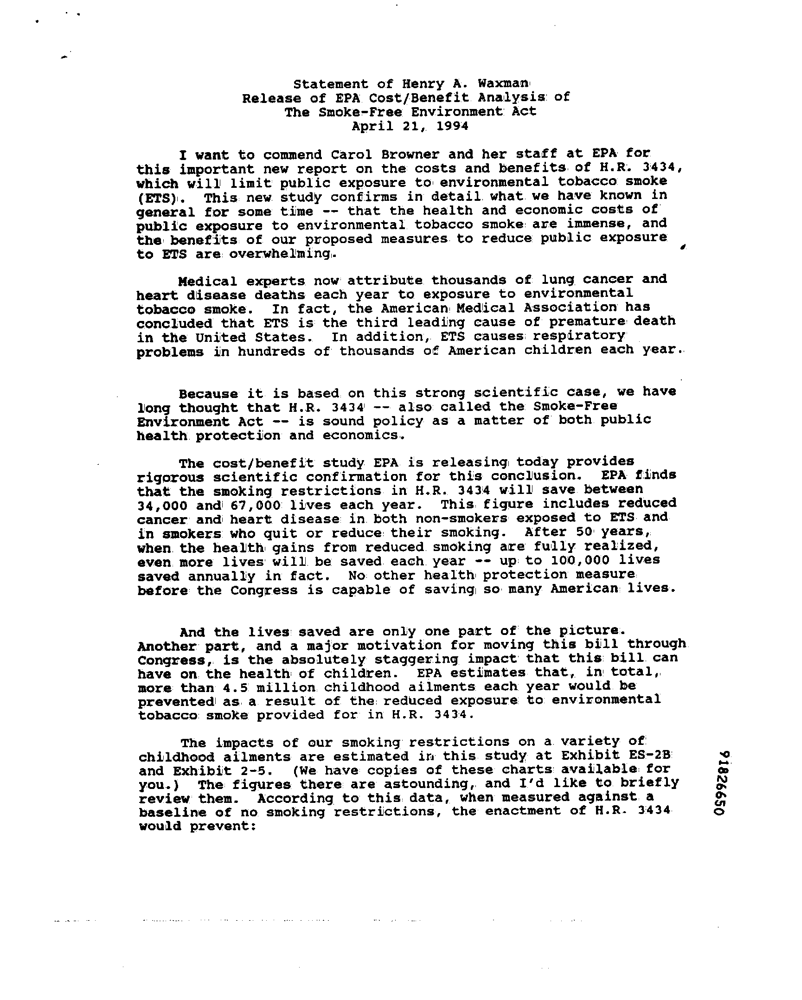 Statement of Henry A. Waxman
Release of EPA Cost/Benefit Analysis of
The Smoke-Free Environment Act
April 21, 1994
I want to commend Carol Browner and her staff at EPA for
this important new report on the costs and benefits of H.R. 3434,
which will limit public exposure to environmental tobacco smoke
(ETS). This new study confirms in detail what we have known in
general for some time -- that the health and economic costs of
public exposure to environmental tobacco smoke are immense, and
the benefits of our proposed measures to reduce public exposure
to ETS are overwhelming.
Medical experts now attribute thousands of lung cancer and
heart disease deaths each year to exposure to environmental
tobacco smoke. In fact, the American Medical Association has
concluded that ETS is the third leading cause of premature death
in the United States. In addition, ETS causes respiratory
problems in hundreds of thousands of American children each year.
Because it is based on this strong scientific case, we have
long thought that H.R. 3434 -- also called the Smoke-Free
Environment Act -- is sound policy as a matter of both public
health protection and economics.
The cost/benefit study EPA is releasing today provides
rigorous scientific confirmation for this conclusion. EPA finds
that the smoking restrictions in H.R. 3434 will save between
34,000 and 67,000 lives each year. This figure includes reduced
cancer and heart disease in both non-smokers exposed to ETS and
in smokers who quit or reduce their smoking. After 50 years,
when the health gains from reduced smoking are fully realized,
even more lives will be saved each year -- up to 100,000 lives
saved annually in fact. No other health protection measure
before the Congress is capable of saving so many American lives.
And the lives saved are only one part of the picture.
Another part, and a major motivation for moving this bill through
Congress, is the absolutely staggering impact that this bill can
have on the health of children. EPA estimates that, in total,
more than 4.5 million childhood ailments each year would be
prevented as a result of the reduced exposure to environmental
tobacco smoke provided for in H.R. 3434.
The impacts of our smoking restrictions on a variety of
childhood ailments are estimated in this study at Exhibit ES-2B
and Exhibit 2-5. (We have copies of these charts available for
you.) The figures there are astounding, and I'd like to briefly
review them. According to this data, when measured against a
baseline of no smoking restrictions, the enactment of H.R. 3434
would prevent:
91826650